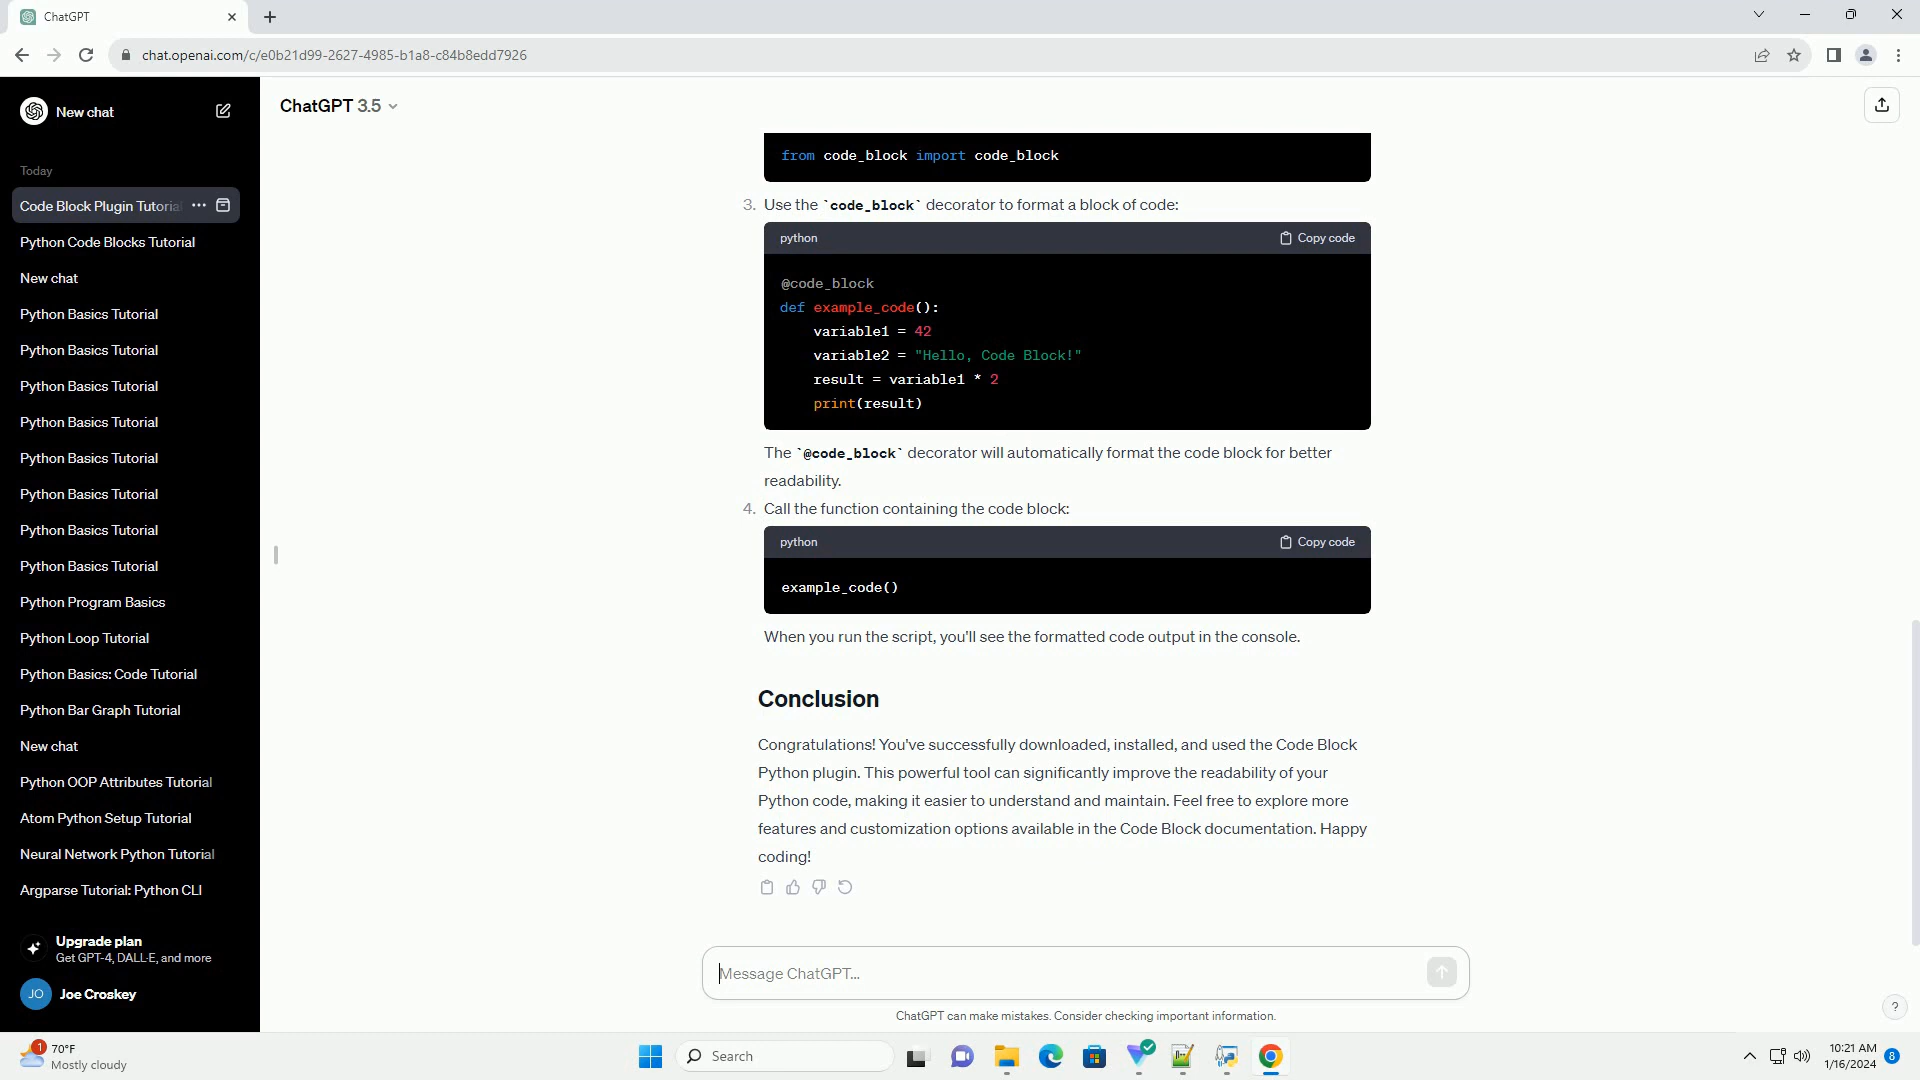 ChatGPT
chat.openai.com/c/e0b21d99-2627-4985-b1a8-c84b8edd7926
New chat
Today
Code Block Plugin Tutorial
Python Code Blocks Tutorial
New chat
Python Basics Tutorial
Python Basics Tutorial
Python Basics Tutorial
Python Basics Tutorial
Python Basics Tutorial
Python Basics Tutorial
Python Basics Tutorial
Python Basics Tutorial
Python Program Basics
Python Loop Tutorial
Python Basics: Code Tutorial
Python Bar Graph Tutorial
New chat
Python OOP Attributes Tutorial
Atom Python Setup Tutorial
Neural Network Python Tutorial
Argparse Tutorial: Python CLI
Upgrade plan
Get GPT-4, DALL·E, and more
JO Joe Croskey
ChatGPT 3.5
from code_block import code_block
3. Use the `code_block` decorator to format a block of code:
python Copy code
@code_block
def example_code():
variable1 = 42
variable2 = "Hello, Code Block!"
result = variable1 * 2
print(result)
The `@code_block` decorator will automatically format the code block for better
readability.
4. Call the function containing the code block:
python Copy code
example_code()
When you run the script, you'll see the formatted code output in the console.
Conclusion
Congratulations! You've successfully downloaded, installed, and used the Code Block
Python plugin. This powerful tool can significantly improve the readability of your
Python code, making it easier to understand and maintain. Feel free to explore more
features and customization options available in the Code Block documentation. Happy
coding!
Message ChatGPT...
ChatGPT can make mistakes. Consider checking important information.
?
1 70°F
Mostly cloudy
Search
10:21 AM
1/16/2024
8